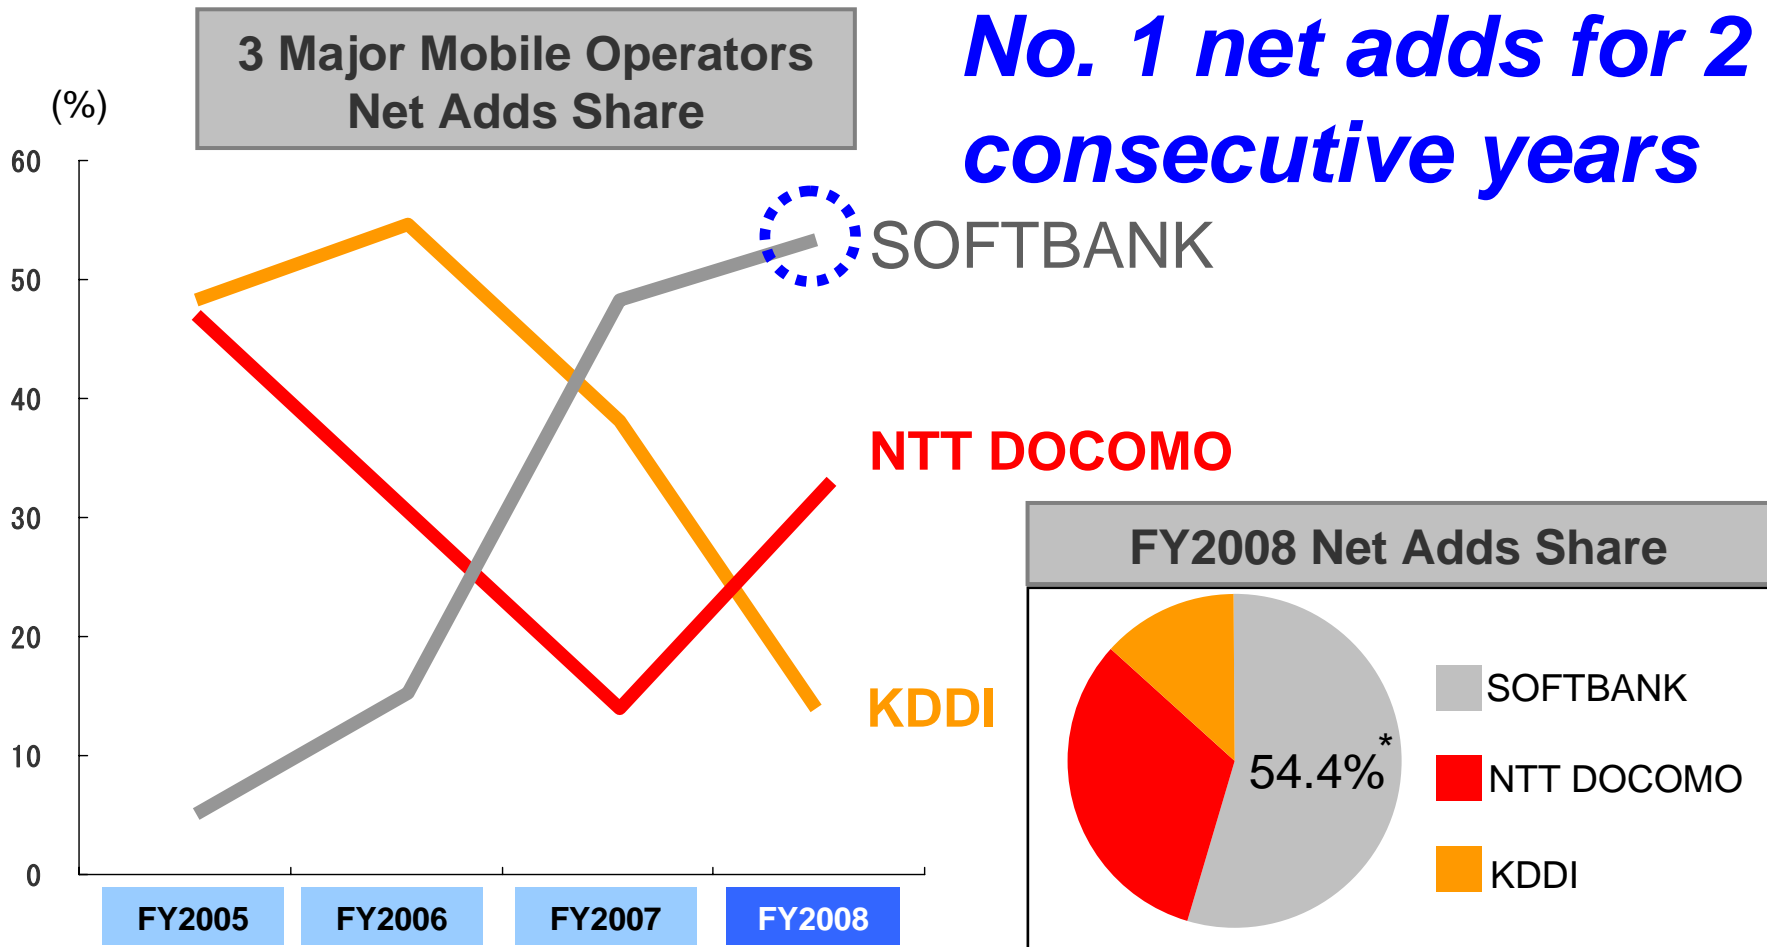 3 Major Mobile Operators
Net Adds Share
No. 1 net adds for 2
consecutive years
(%)
60
50
40
30
20
10
0
SOFTBANK
NTT DOCOMO
KDDI
FY2005
FY2006
FY2007
FY2008
FY2008 Net Adds Share
54.4%*
SOFTBANK
NTT DOCOMO
KDDI